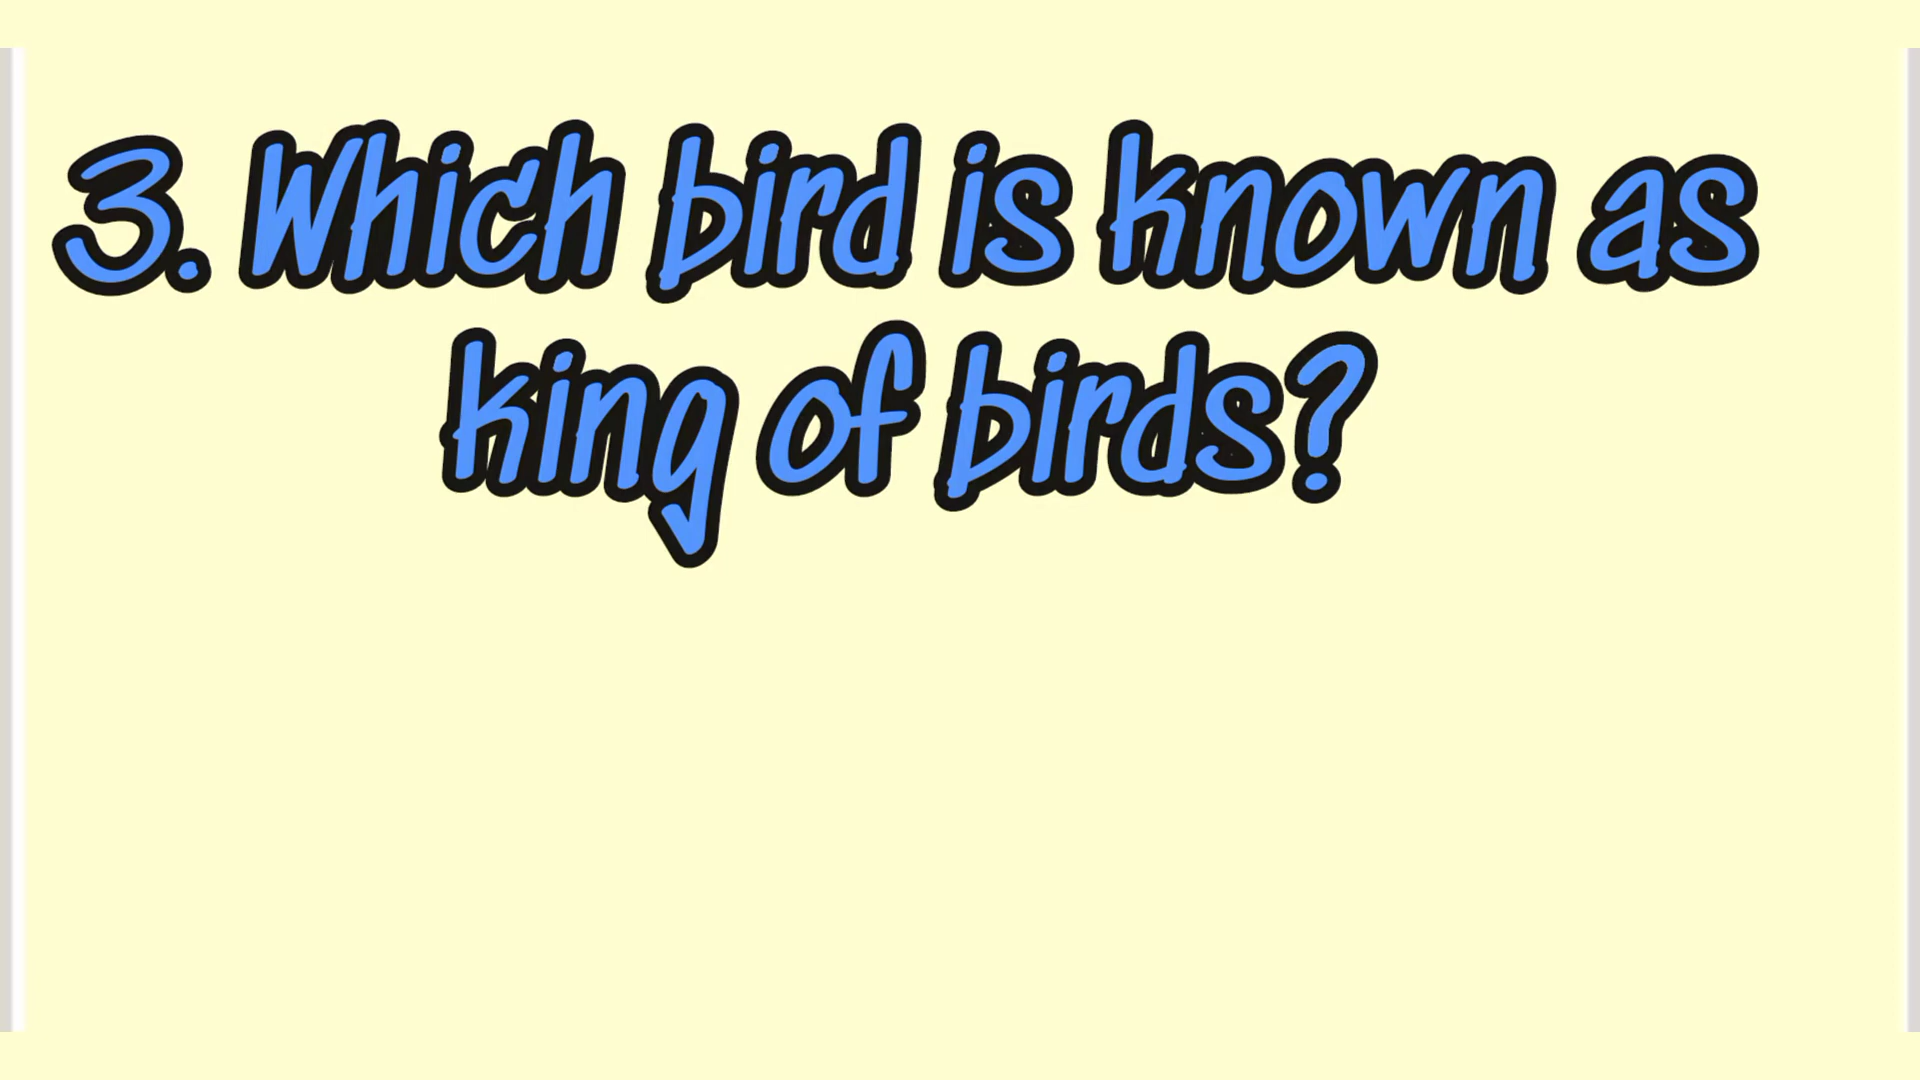 3. Which bird is known as
king of birds?